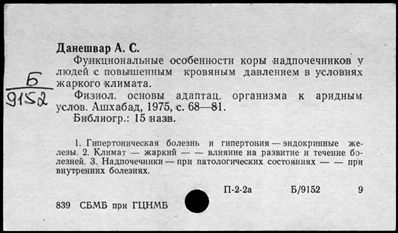 Данешвар А. С.
Функциональные особенности коры надпочечников у
людей с повышенным кровяным давлением в условиях
жаркого климата.
Физиол. основы адаптац. организма к аридным
услов. Ашхабад, 1975, с. 68—81.
Библиогр.: 15 назв.
Б
9152
1. Гипертоническая болезнь и гипертония — эндокринные же-
лезы. 2. Климат — жаркий — — влияние на развитие и течение бо-
лезней. 3. Надпочечники — при патологических состояниях — — при
внутренних болезнях.
П-2-2а Б/9152 9
839 СБМБ при ГЦНМБ